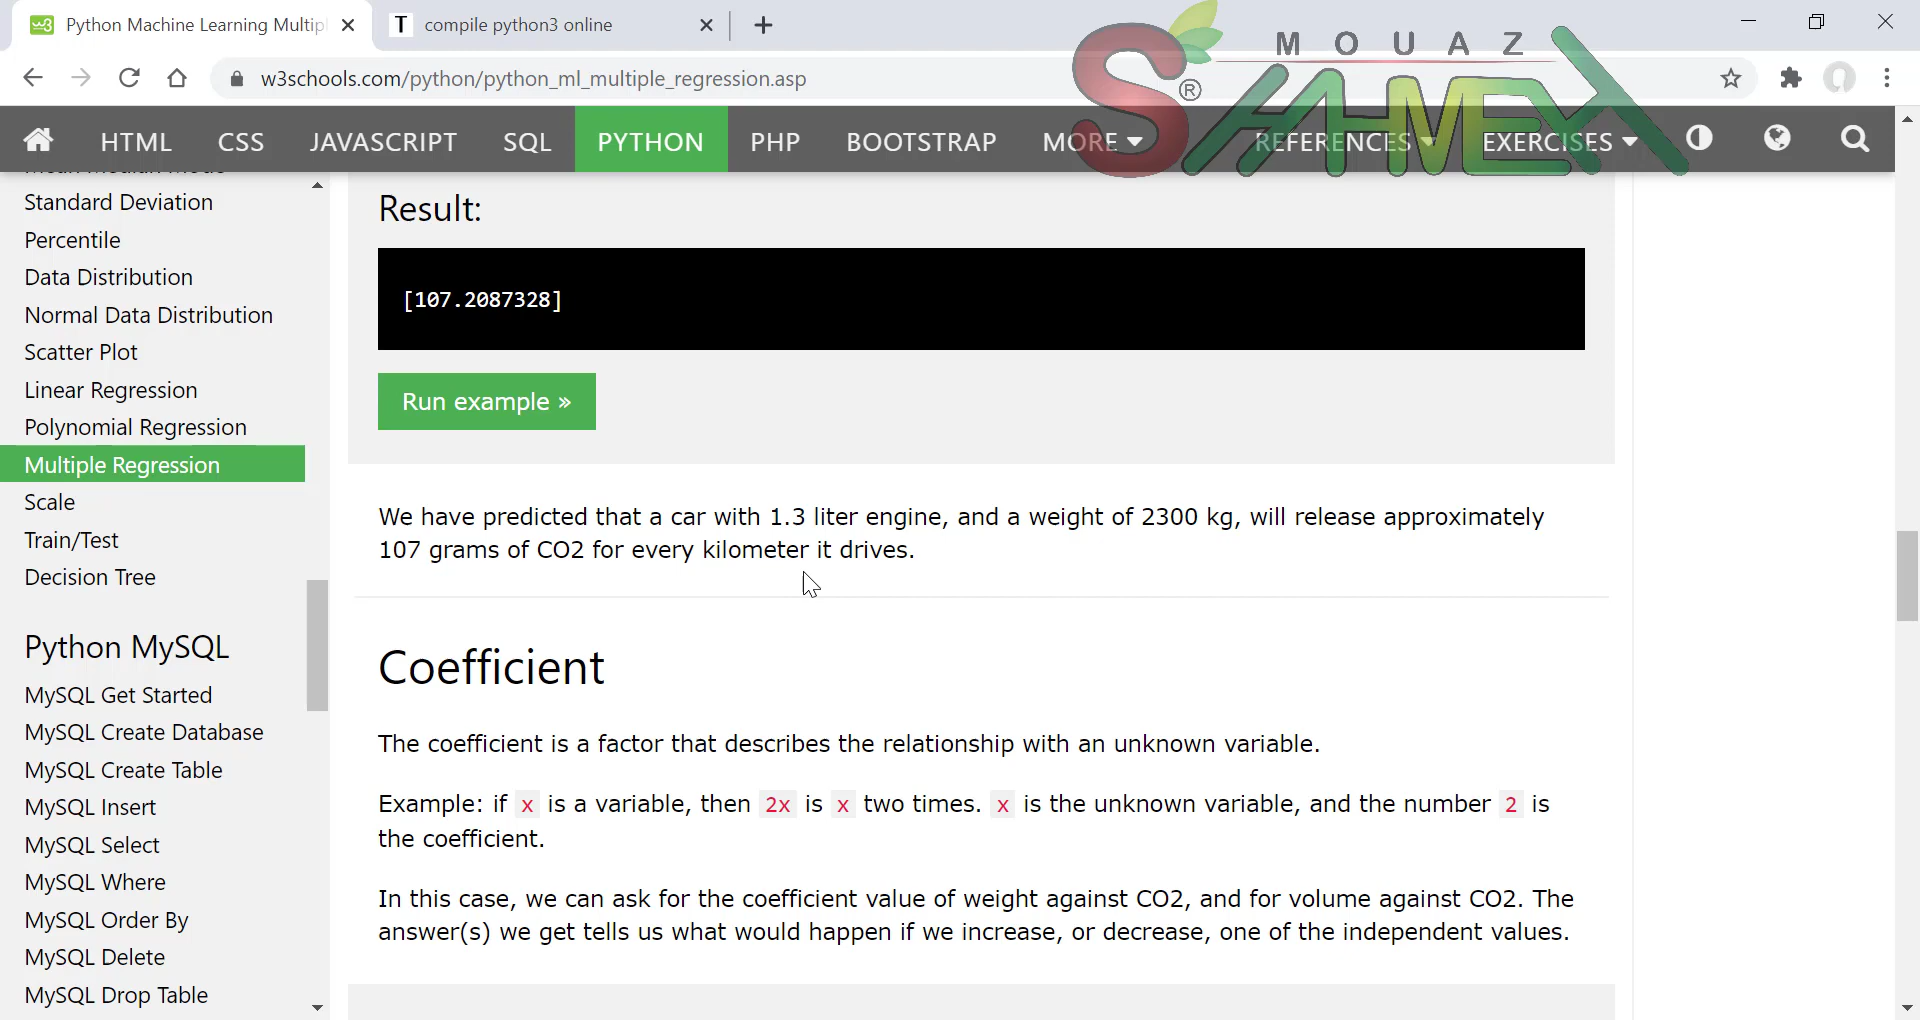 Python Machine Learning Multipl
compile python3 online
w3schools.com/python/python_ml_multiple_regression.asp
MOUAZ
SHAHMEX
®
HTML CSS JAVASCRIPT SQL PYTHON PHP BOOTSTRAP MORE REFERENCES EXERCISES
Mean Median Mode
Standard Deviation
Percentile
Data Distribution
Normal Data Distribution
Scatter Plot
Linear Regression
Polynomial Regression
Multiple Regression
Scale
Train/Test
Decision Tree
Python MySQL
MySQL Get Started
MySQL Create Database
MySQL Create Table
MySQL Insert
MySQL Select
MySQL Where
MySQL Order By
MySQL Delete
MySQL Drop Table
Result:
[107.2087328]
Run example »
We have predicted that a car with 1.3 liter engine, and a weight of 2300 kg, will release approximately
107 grams of CO2 for every kilometer it drives.
Coefficient
The coefficient is a factor that describes the relationship with an unknown variable.
Example: if x is a variable, then 2x is x two times. x is the unknown variable, and the number 2 is
the coefficient.
In this case, we can ask for the coefficient value of weight against CO2, and for volume against CO2. The
answer(s) we get tells us what would happen if we increase, or decrease, one of the independent values.